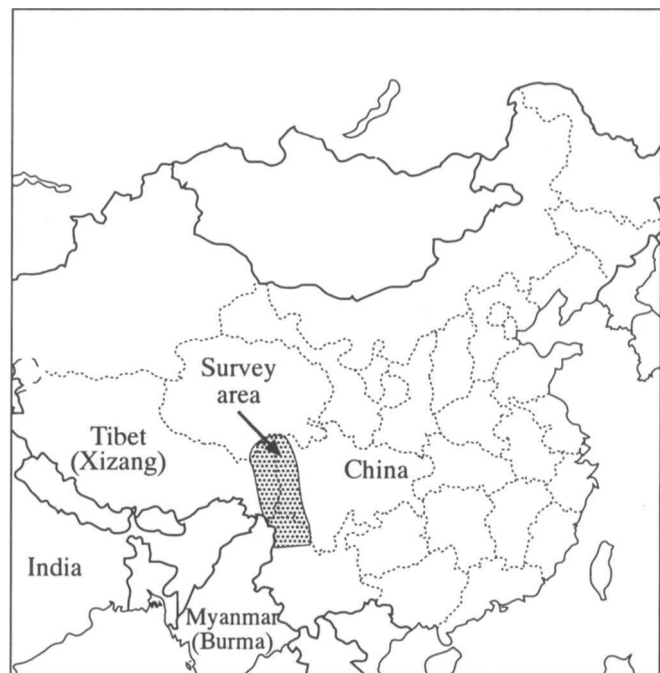 Survey
area
Tibet
(Xizang)
China
India
Myanmar
(Burma)